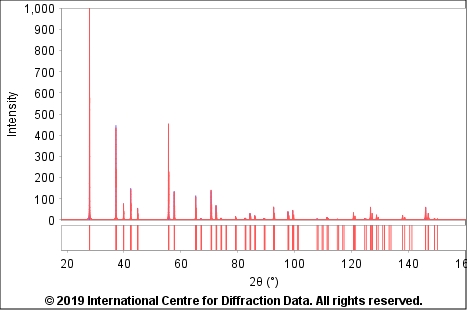 1,000
900
800
700
600
500
400
300
200
100
0
Intensity
20 40 60 80 100 120 140 16
2θ (°)
© 2019 International Centre for Diffraction Data. All rights reserved.